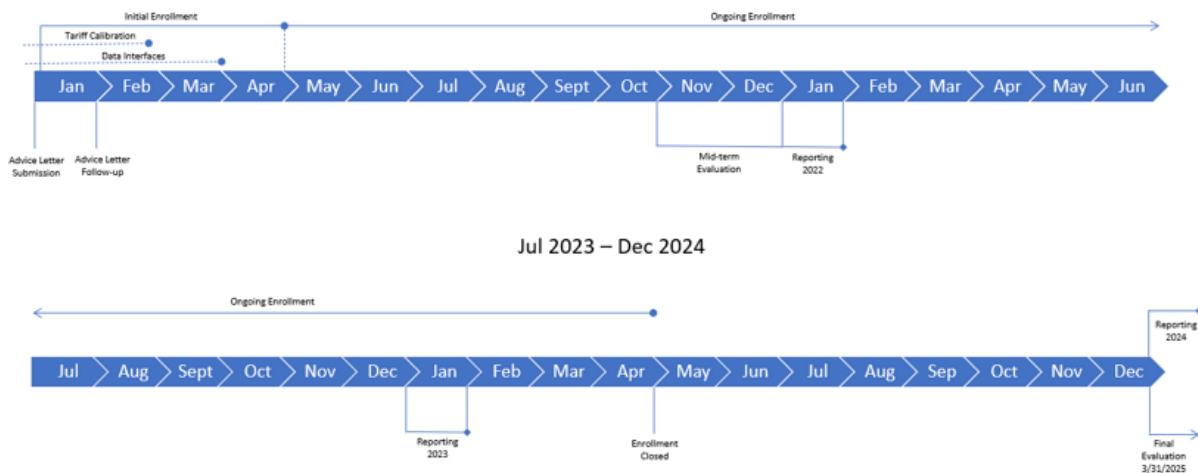 Initial Enrollment
Ongoing Enrollment
Tariff Calibration
Data Interfaces
Jan Feb Mar Apr May Jun Jul Aug Sept Oct Nov Dec Jan Feb Mar Apr May Jun
Advice Letter
Submission
Advice Letter
Follow-up
Mid-term
Evaluation
Reporting
2022
Jul 2023 – Dec 2024
Ongoing Enrollment
Reporting
2024
Jul Aug Sept Oct Nov Dec Jan Feb Mar Apr May Jun Jul Aug Sep Oct Nov Dec
Reporting
2023
Enrollment
Closed
Final
Evaluation
3/31/2025